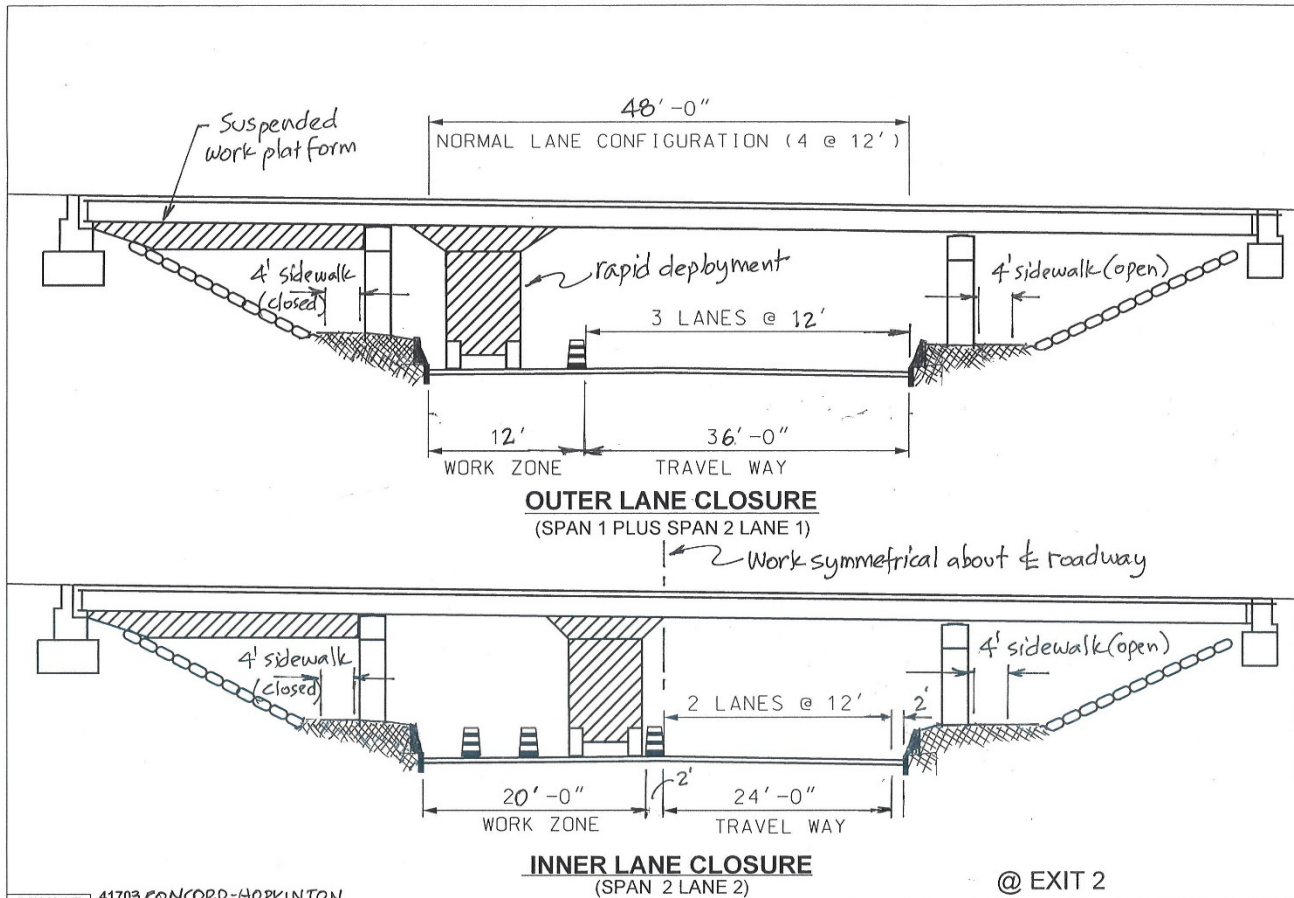 48'-0"
NORMAL LANE CONFIGURATION (4 @ 12')
Suspended
work platform
4' sidewalk
(closed)
rapid deployment
4' sidewalk (open)
3 LANES @ 12'
12'
WORK ZONE
36'-0"
TRAVEL WAY
OUTER LANE CLOSURE
(SPAN 1 PLUS SPAN 2 LANE 1)
Work symmetrical about ℄ roadway
4' sidewalk
(closed)
4' sidewalk (open)
2 LANES @ 12'
2'
20'-0"
WORK ZONE
2'
24'-0"
TRAVEL WAY
INNER LANE CLOSURE
(SPAN 2 LANE 2)
@ EXIT 2
41703 CONCORD-HOPKINTON